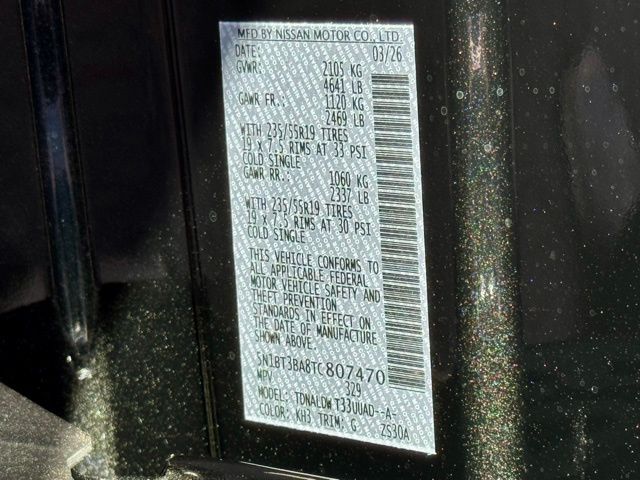 MFD BY NISSAN MOTOR CO., LTD.
DATE: 03/26
GVWR: 2105 KG
4641 LB
GAWR FR.: 1120 KG
2469 LB
WITH 235/55R19 TIRES
19 X 7.5 RIMS AT 33 PSI
COLD SINGLE
GAWR RR.: 1060 KG
2337 LB
WITH 235/55R19 TIRES
19 X 7.5 RIMS AT 30 PSI
COLD SINGLE
THIS VEHICLE CONFORMS TO
ALL APPLICABLE FEDERAL
MOTOR VEHICLE SAFETY AND
THEFT PREVENTION
STANDARDS IN EFFECT ON
THE DATE OF MANUFACTURE
SHOWN ABOVE.
5N1BT3BA8TC807470
MPV 329
MODEL: TDNALDW T33UUAD--A-
COLOR: KH3 TRIM: G ZS30A